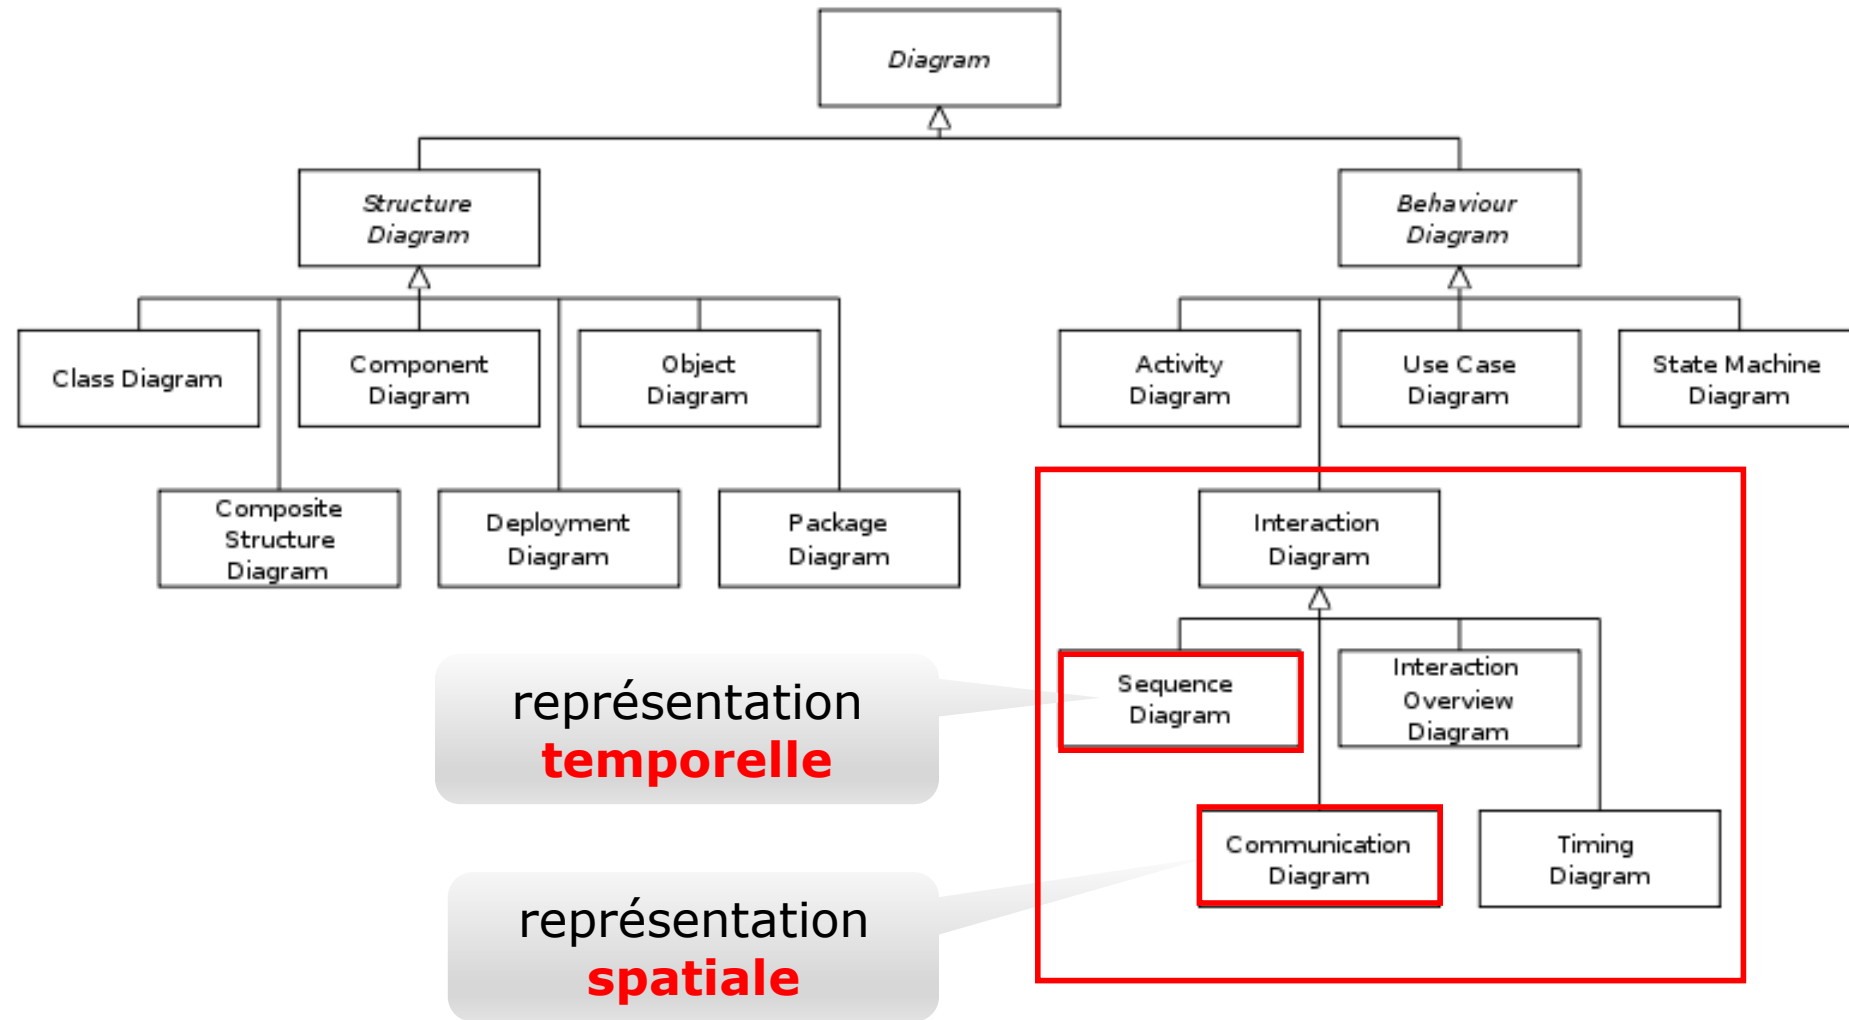 Diagram
Structure
Diagram
Behaviour
Diagram
Class Diagram
Component
Diagram
Object
Diagram
Activity
Diagram
Use Case
Diagram
State Machine
Diagram
Composite
Structure
Diagram
Deployment
Diagram
Package
Diagram
Interaction
Diagram
représentation
temporelle
Sequence
Diagram
Interaction
Overview
Diagram
représentation
spatiale
Communication
Diagram
Timing
Diagram